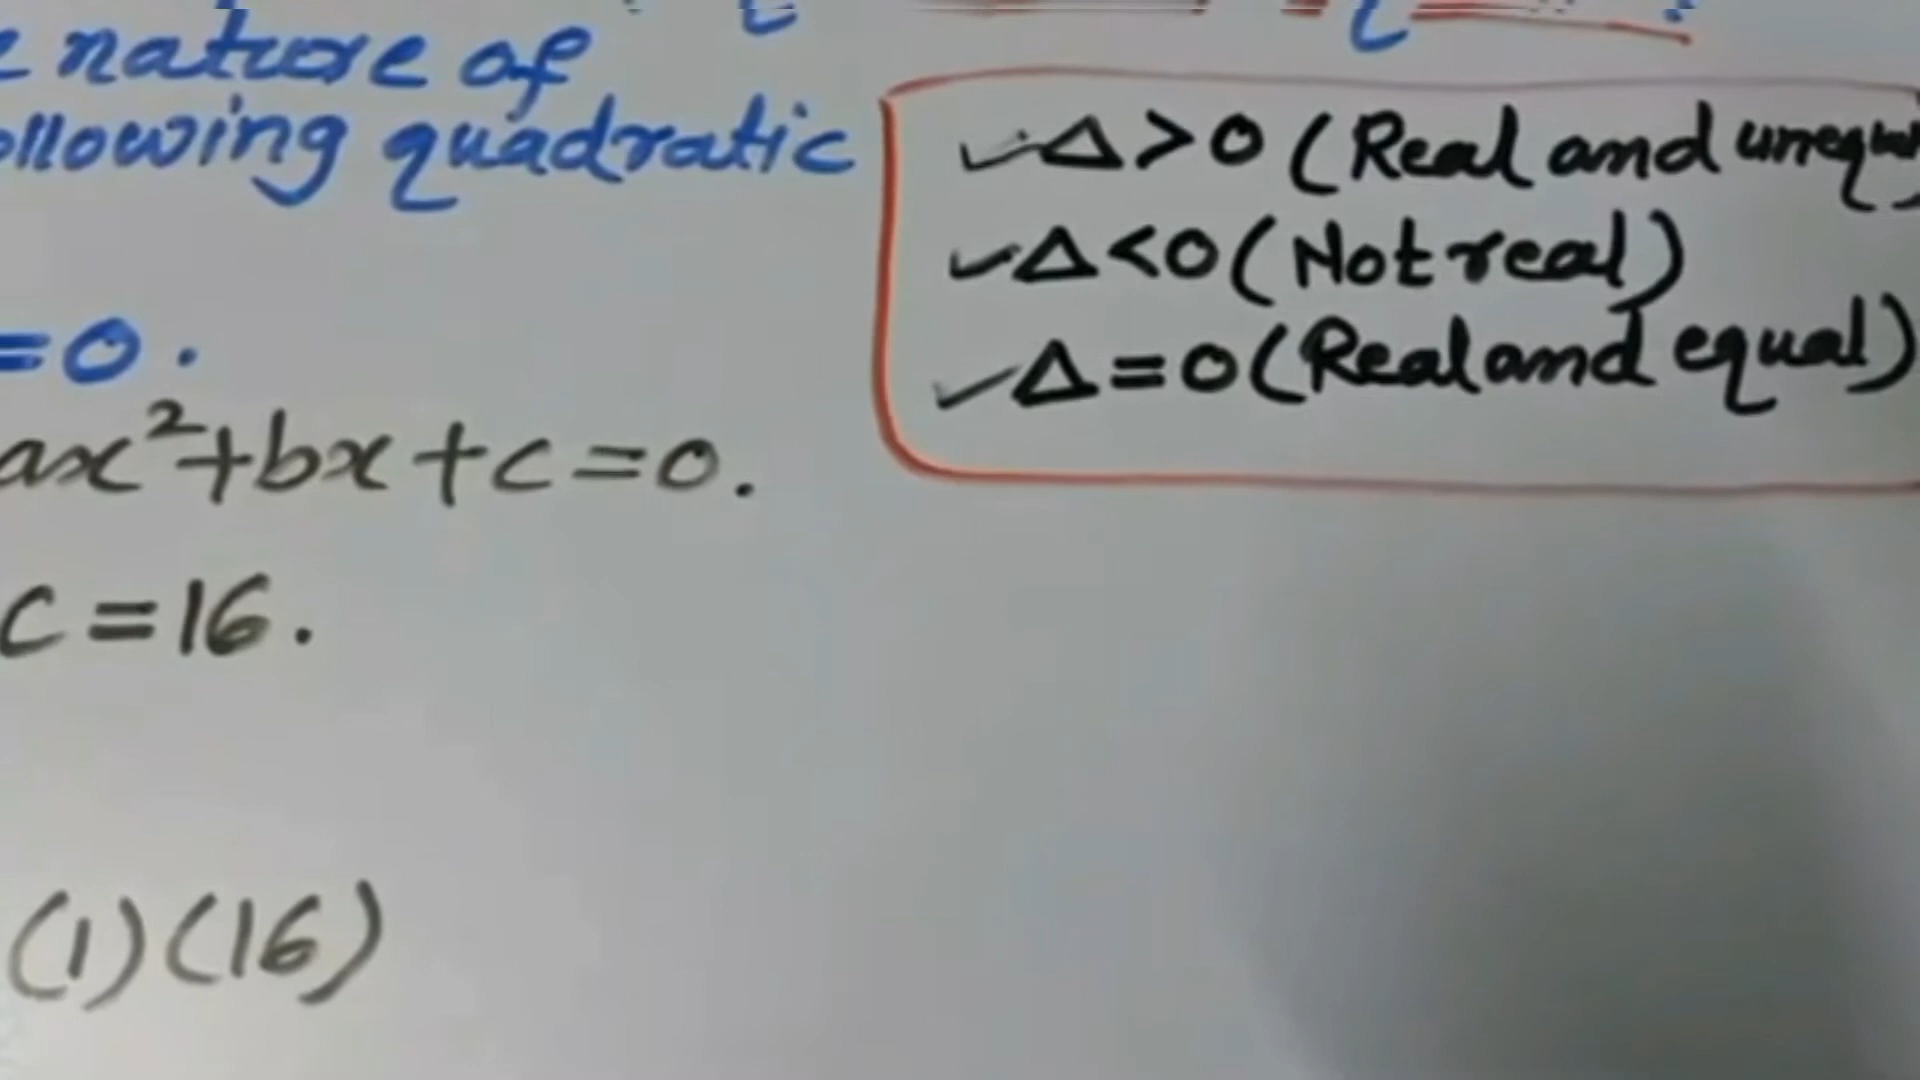 nature of
ollowing quadratic
=0.
ax²+bx+c=0.
c=16.
(1)(16)
✓Δ>0 (Real and unequal
✓Δ<0 (Not real)
✓Δ=0 (Real and equal)